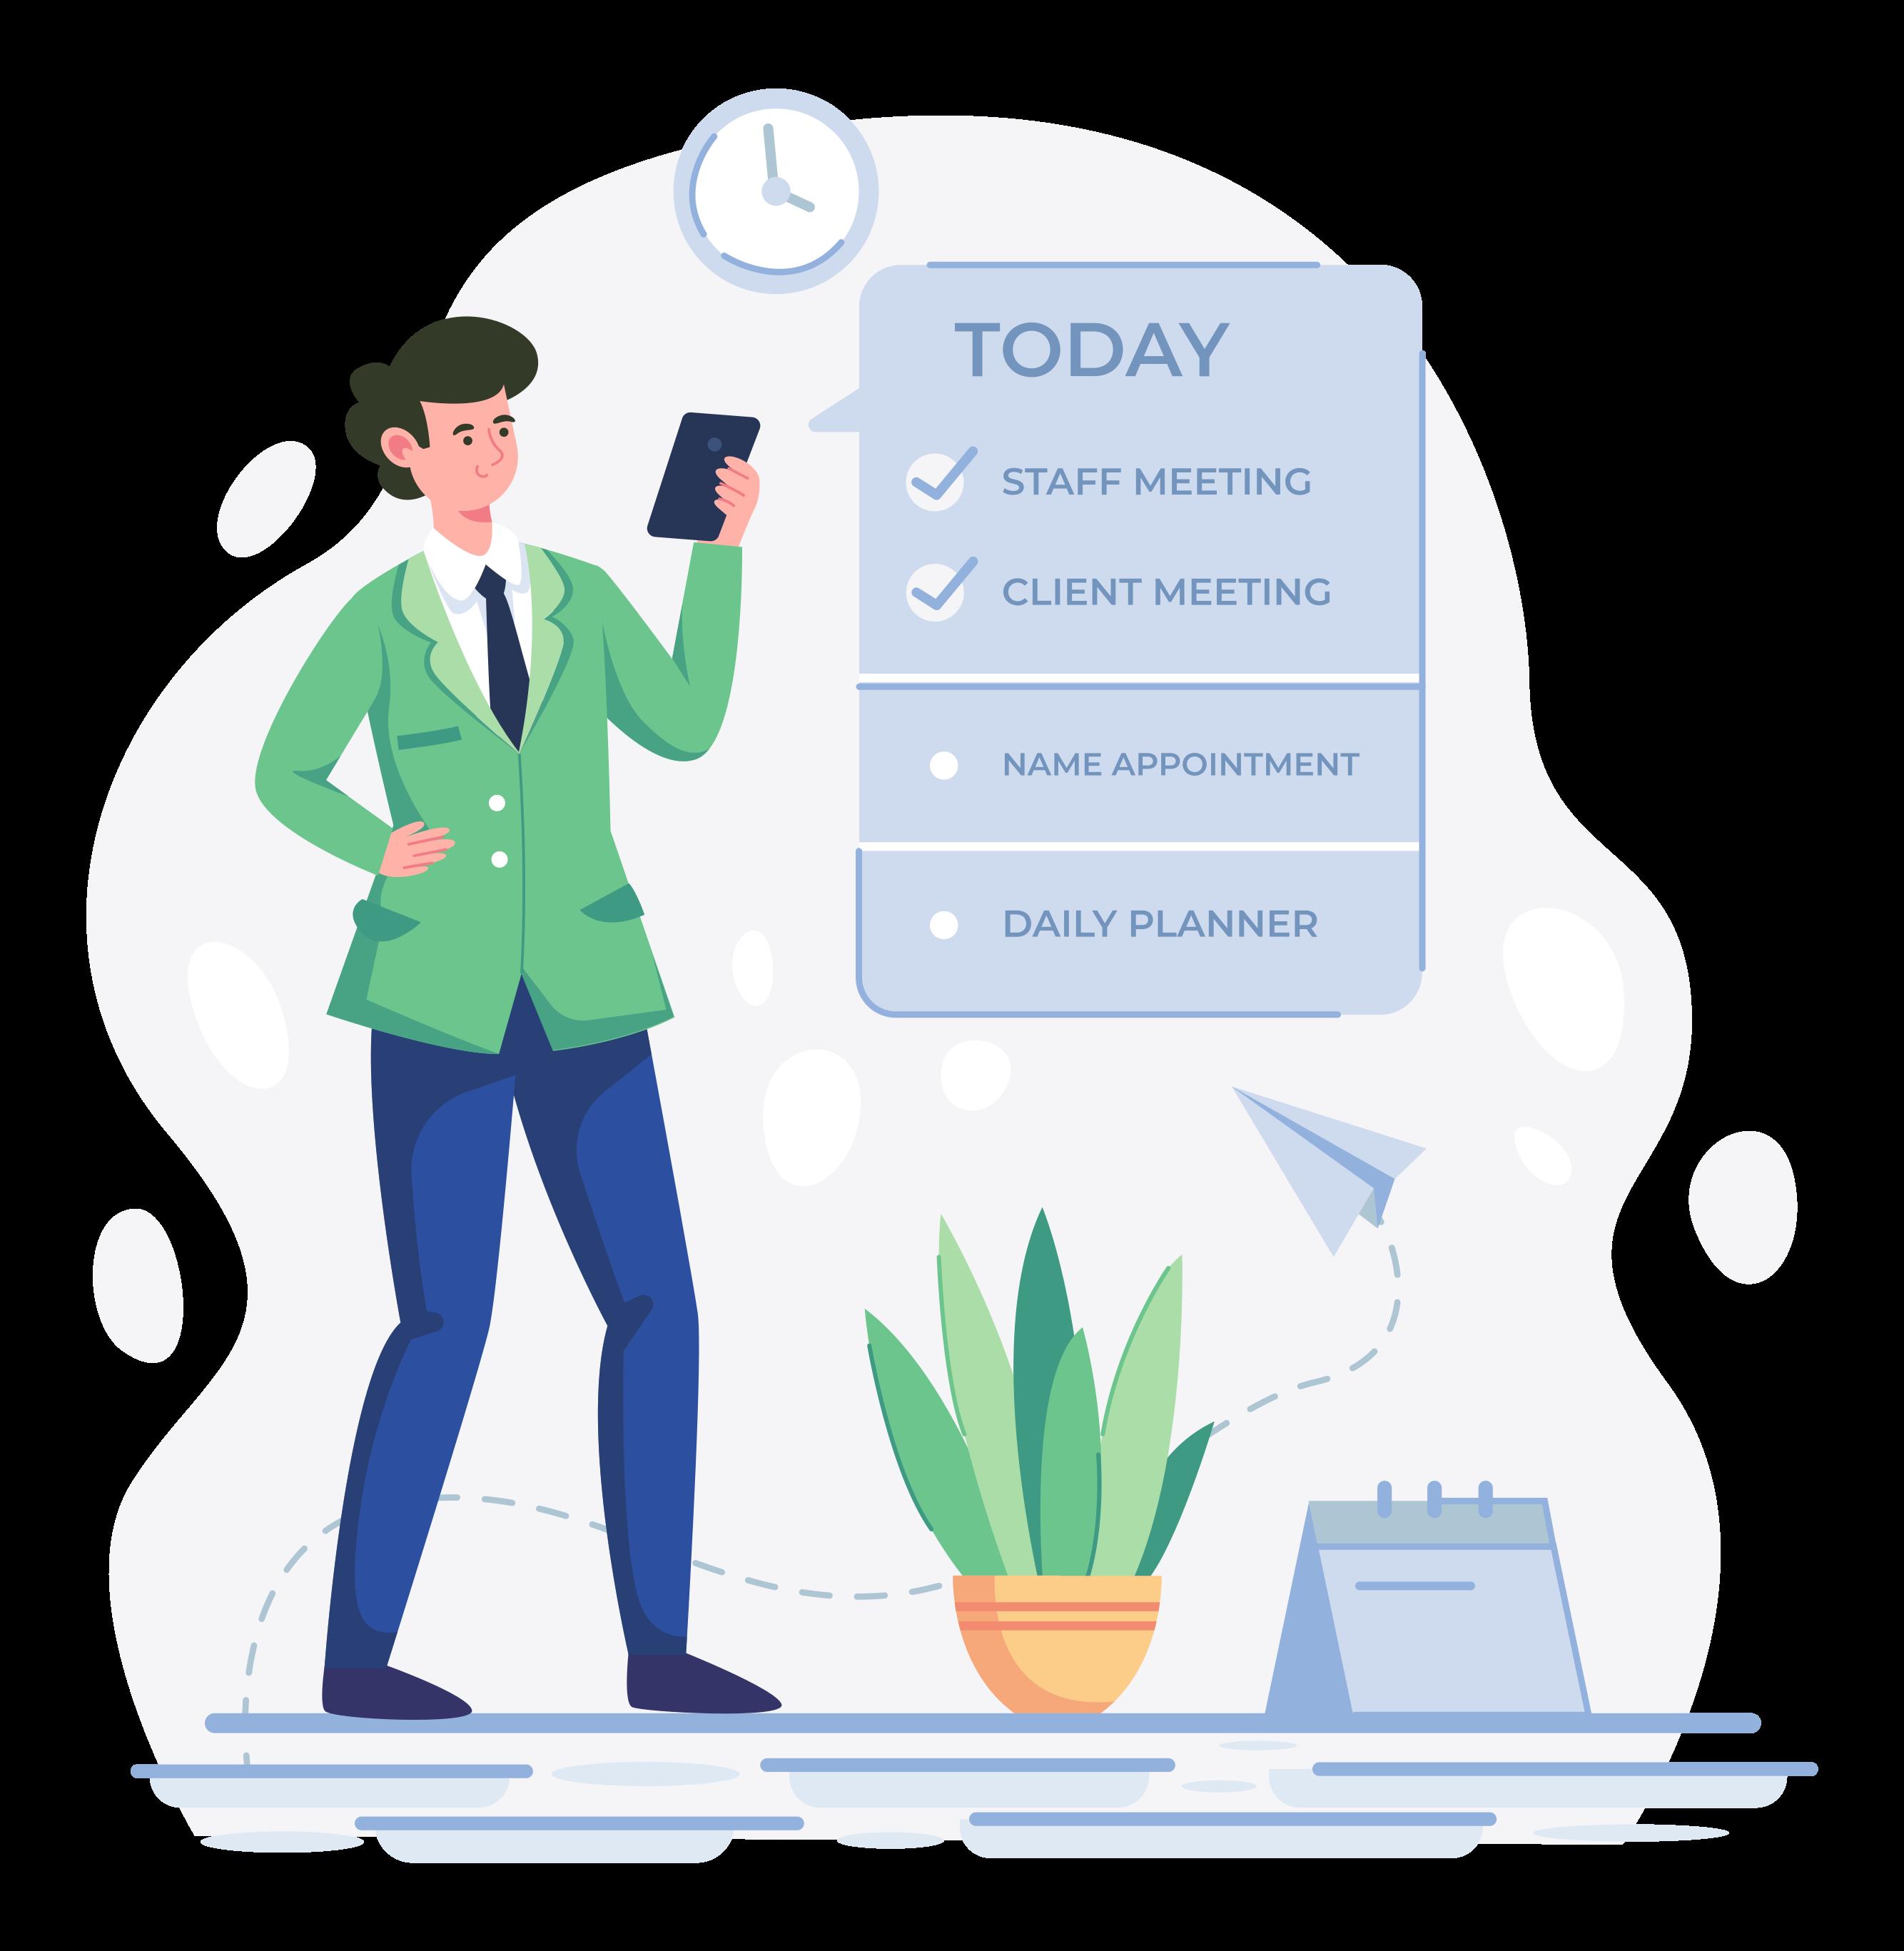 TODAY
STAFF MEETING
CLIENT MEETING
NAME APPOINTMENT
DAILY PLANNER